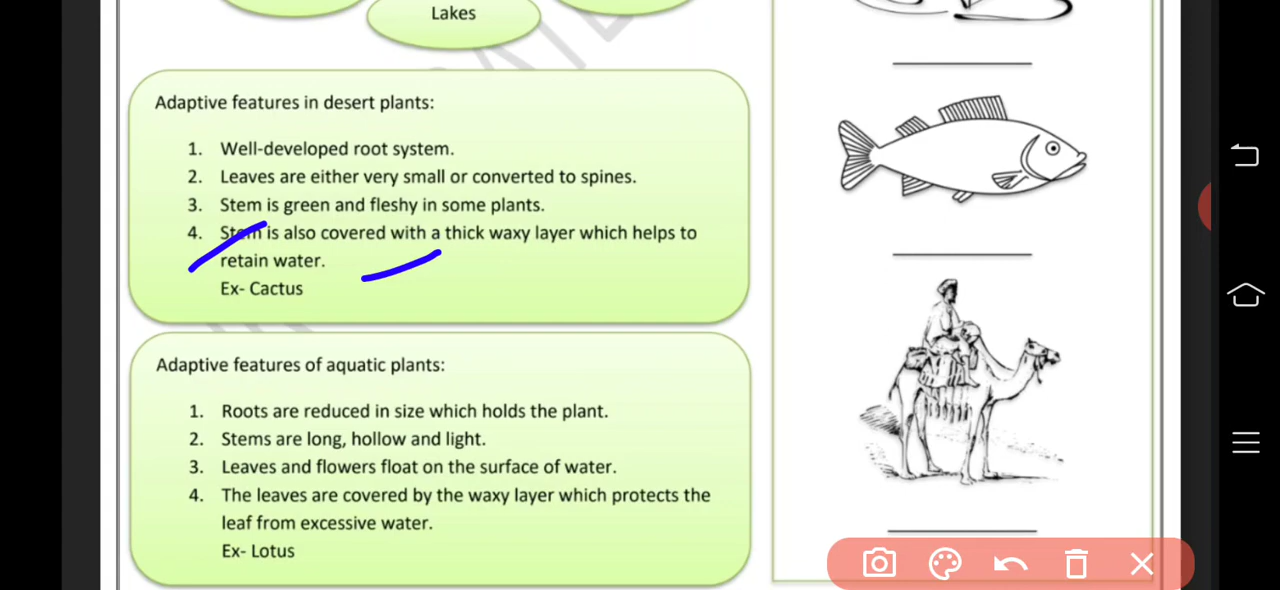 Lakes
Adaptive features in desert plants:
1. Well-developed root system.
2. Leaves are either very small or converted to spines.
3. Stem is green and fleshy in some plants.
4. Stem is also covered with a thick waxy layer which helps to
retain water.
Ex- Cactus
Adaptive features of aquatic plants:
1. Roots are reduced in size which holds the plant.
2. Stems are long, hollow and light.
3. Leaves and flowers float on the surface of water.
4. The leaves are covered by the waxy layer which protects the
leaf from excessive water.
Ex- Lotus